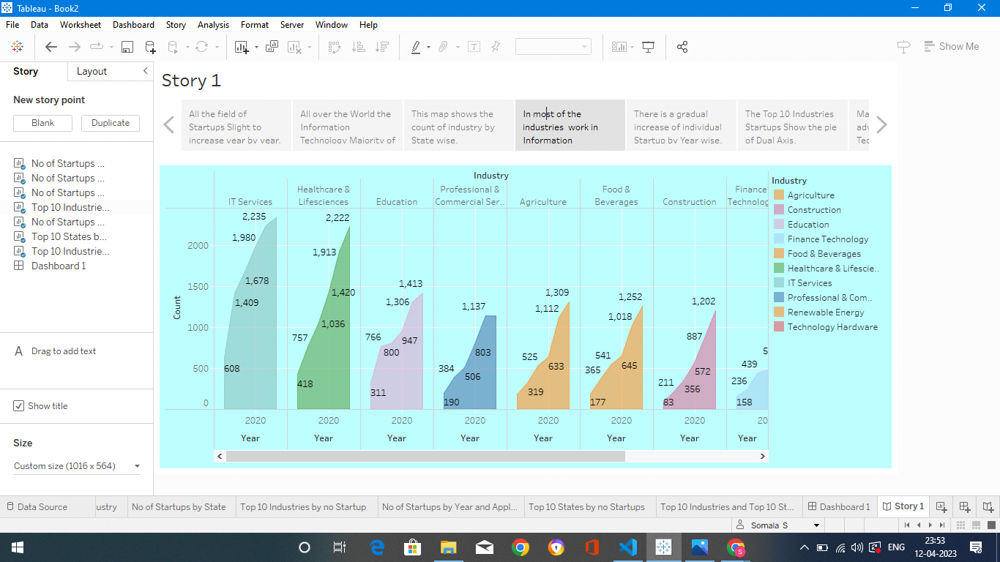 Tableau - Book2
File Data Worksheet Dashboard Story Analysis Format Server Window Help
Show Me
Story Layout
New story point
Blank Duplicate
No of Startups ...
No of Startups ...
No of Startups ...
Top 10 Industrie...
No of Startups ...
Top 10 States b...
Top 10 Industrie...
Dashboard 1
A Drag to add text
Show title
Size
Custom size (1016 x 564)
Story 1
All the field of
Startups Slight to
increase year by year.
All over the World the
Information
Technology Majority of
This map shows the
count of industry by
State wise.
In most of the
industries work in
Information
There is a gradual
increase of individual
Startup by Year wise.
The Top 10 Industries
Startups Show the pie
of Dual Axis.
Ma
adv
Tec
Industry
IT Services
Healthcare &
Lifesciences
Education
Professional &
Commercial Ser..
Agriculture
Food &
Beverages
Construction
Finance
Technolog
Count
2000
1500
1000
500
0
2,235
1,980
1,678
1,409
608
2,222
1,913
1,420
1,036
757
418
1,413
1,306
947
766
800
311
1,137
803
384
506
190
1,309
1,112
525
633
319
1,252
1,018
541
365
645
177
1,202
887
572
211
356
83
5
439
236
158
2020 2020 2020 2020 2020 2020 2020 20
Year Year Year Year Year Year Year Year
Industry
Agriculture
Construction
Education
Finance Technology
Food & Beverages
Healthcare & Lifescie..
IT Services
Professional & Com..
Renewable Energy
Technology Hardware
Data Source ustry No of Startups by State Top 10 Industries by no Startup No of Startups by Year and Appl... Top 10 States by no Startups Top 10 Industries and Top 10 St... Dashboard 1 Story 1
Somala S
ENG
23:53
12-04-2023